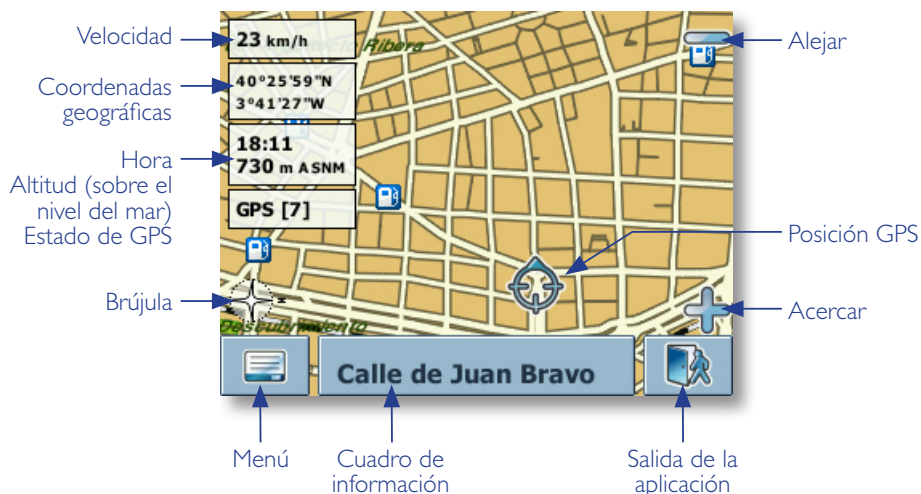 Velocidad
Coordenadas
geográficas
Hora
Altitud (sobre el
nivel del mar)
Estado de GPS
Brújula
23 km/h
40°25'59"N
3°41'27"W
18:11
730 m ASNM
GPS [7]
Ribera
Descubrimiento
Calle de Juan Bravo
Alejar
Posición GPS
Acercar
Menú
Cuadro de
información
Salida de la
aplicación